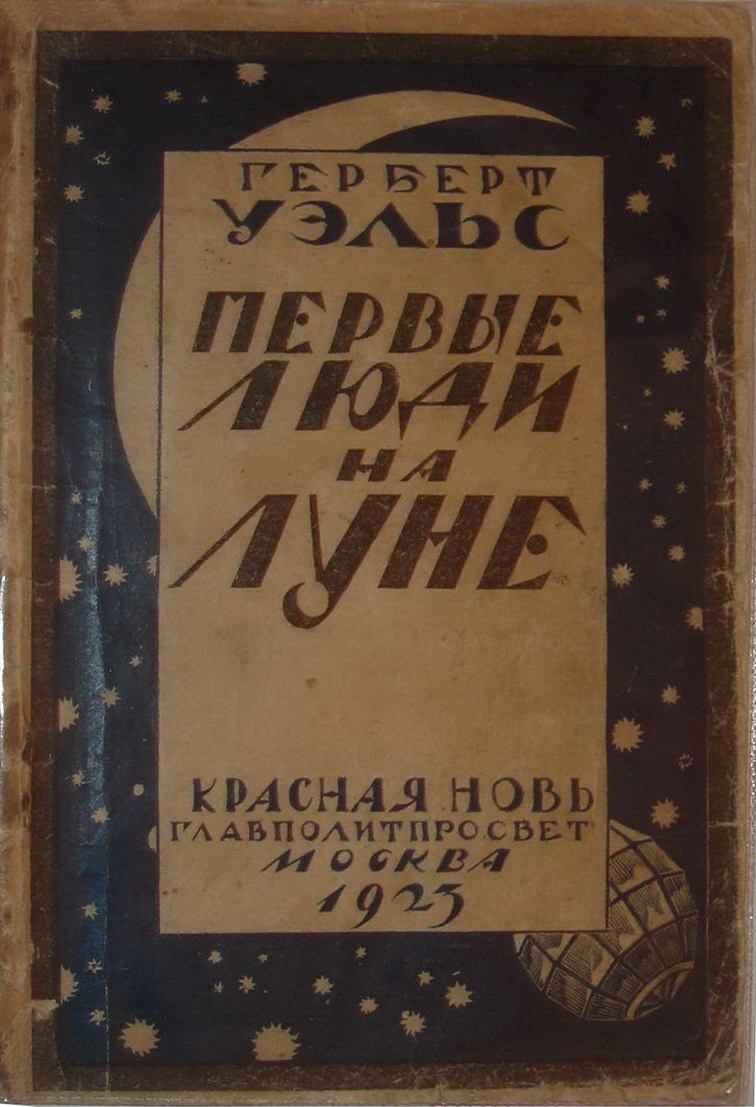 ГЕРБЕРТ
УЭЛЬС
ПЕРВЫЕ
ЛЮДИ
НА
ЛУНЕ
КРАСНАЯ НОВЬ
ГЛАВПОЛИТПРОСВЕТ
МОСКВА
1923